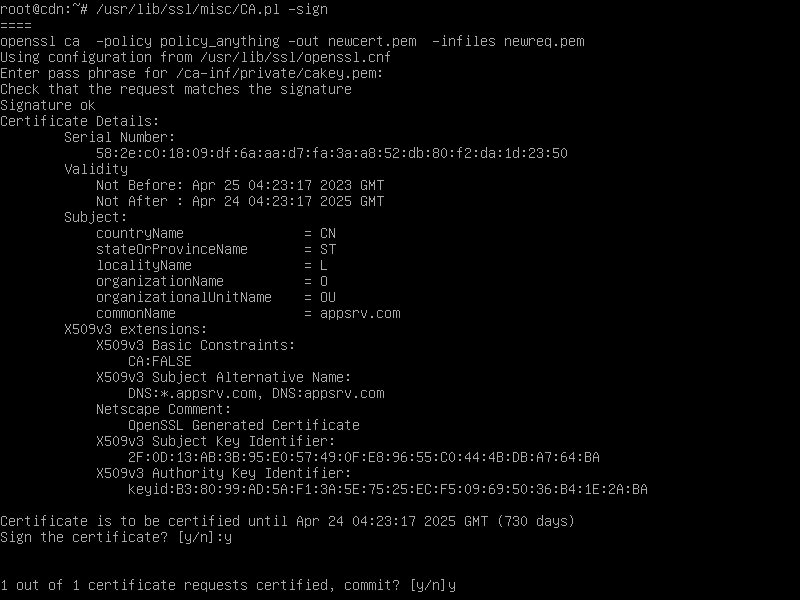 root@cdn:~# /usr/lib/ssl/misc/CA.pl -sign
====
openssl ca  -policy policy_anything -out newcert.pem  -infiles newreq.pem
Using configuration from /usr/lib/ssl/openssl.cnf
Enter pass phrase for /ca-inf/private/cakey.pem:
Check that the request matches the signature
Signature ok
Certificate Details:
        Serial Number:
            58:2e:c0:18:09:df:6a:aa:d7:fa:3a:a8:52:db:80:f2:da:1d:23:50
        Validity
            Not Before: Apr 25 04:23:17 2023 GMT
            Not After : Apr 24 04:23:17 2025 GMT
        Subject:
            countryName               = CN
            stateOrProvinceName       = ST
            localityName              = L
            organizationName          = O
            organizationalUnitName    = OU
            commonName                = appsrv.com
        X509v3 extensions:
            X509v3 Basic Constraints:
                CA:FALSE
            X509v3 Subject Alternative Name:
                DNS:*.appsrv.com, DNS:appsrv.com
            Netscape Comment:
                OpenSSL Generated Certificate
            X509v3 Subject Key Identifier:
                2F:0D:13:AB:3B:95:E0:57:49:0F:E8:96:55:C0:44:4B:DB:A7:64:BA
            X509v3 Authority Key Identifier:
                keyid:B3:80:99:AD:5A:F1:3A:5E:75:25:EC:F5:09:69:50:36:B4:1E:2A:BA

Certificate is to be certified until Apr 24 04:23:17 2025 GMT (730 days)
Sign the certificate? [y/n]:y


1 out of 1 certificate requests certified, commit? [y/n]y